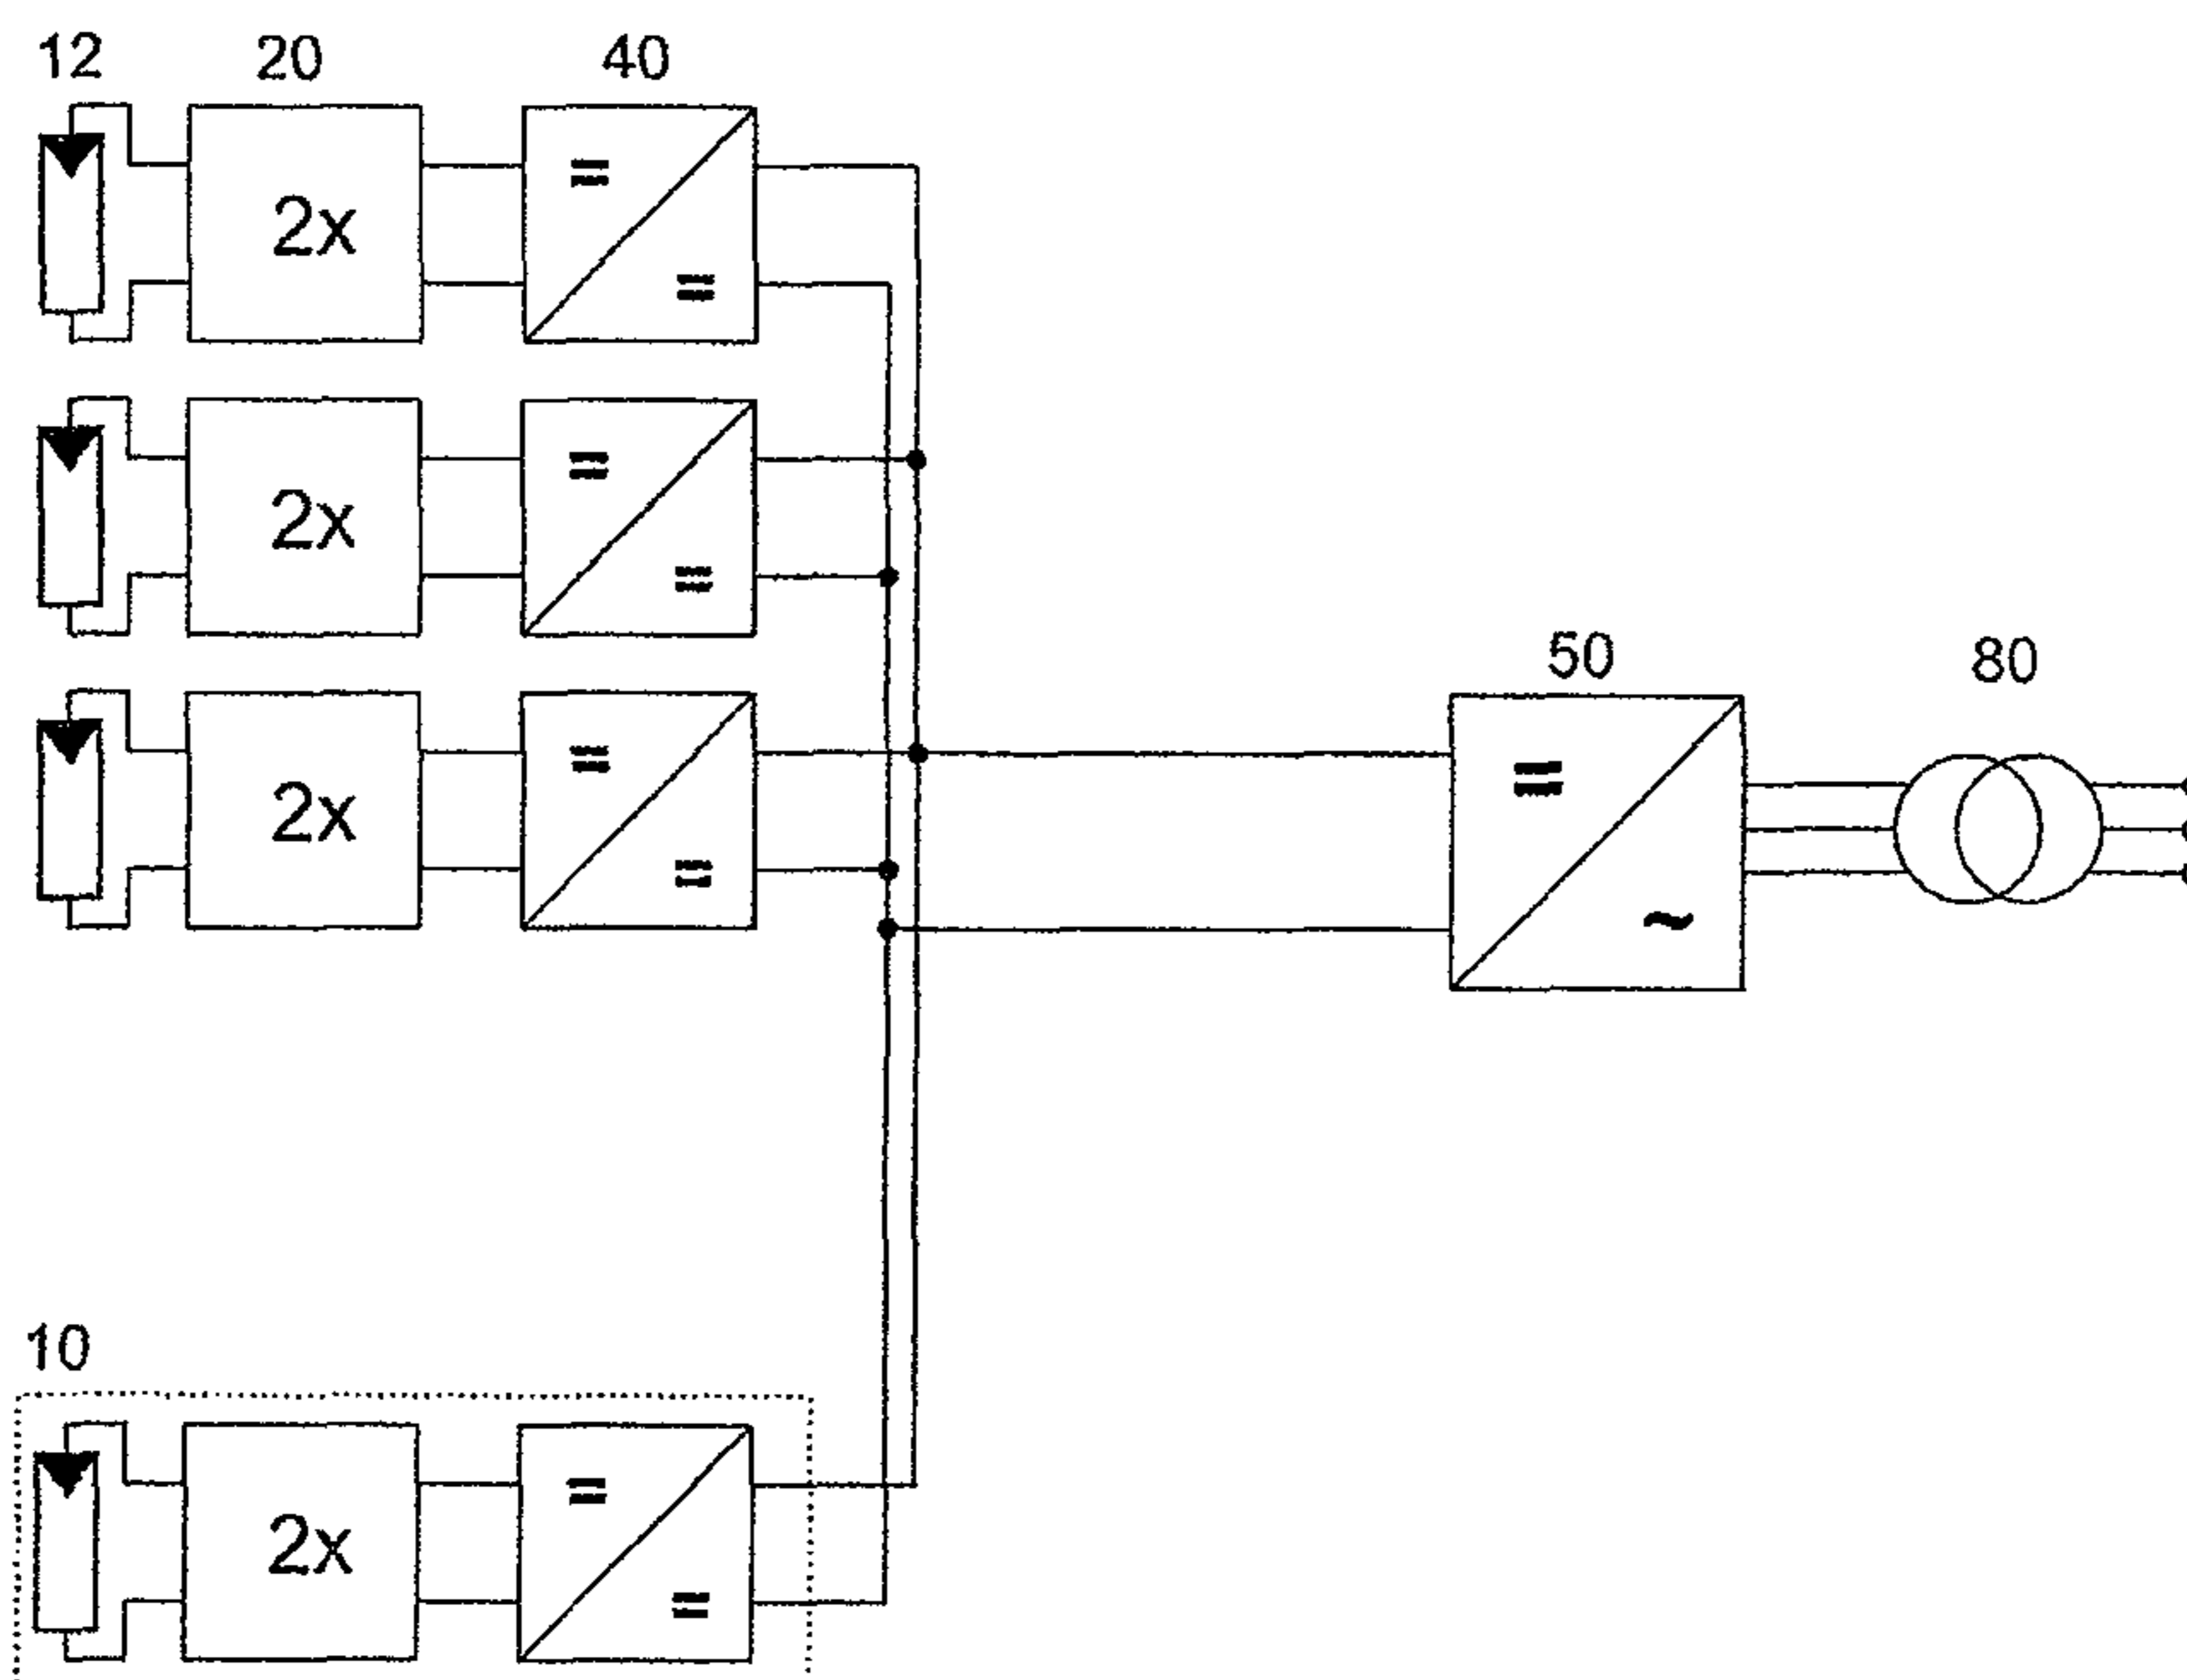 12 20 40
2x
=
=
2x
=
=
50 80
2x
=
=
=
~
10
2x
=
=